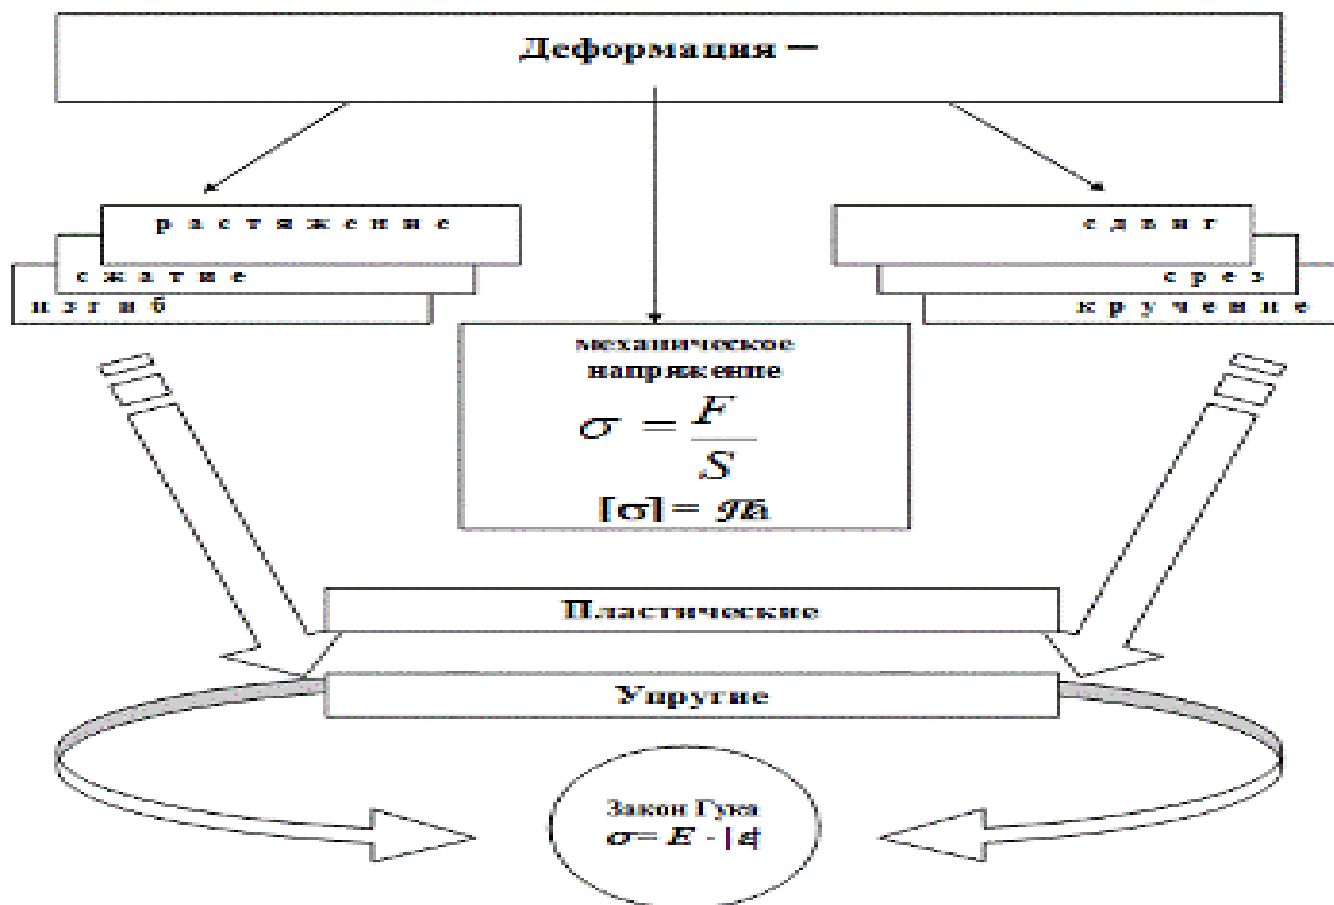 Деформация —
растяжение
сжатие
изгиб
сдвиг
срез
кручение
механическое
напряжение
σ = F/S
[σ] = Па
Пластические
Упругие
Закон Гука
σ = E · |ε|